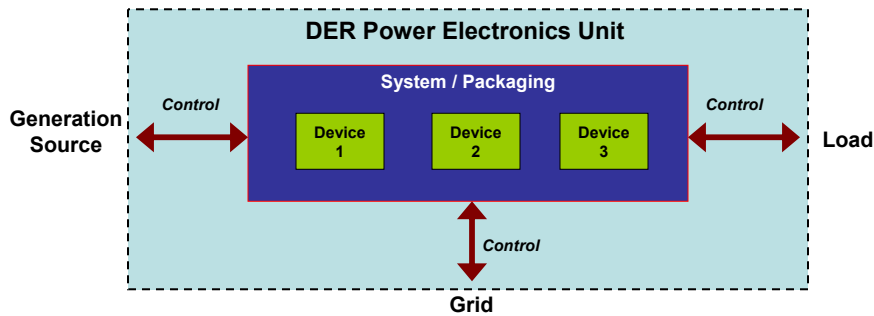 DER Power Electronics Unit
System / Packaging
Control
Control
Generation
Source
Device
1
Device
2
Device
3
Load
Control
Grid